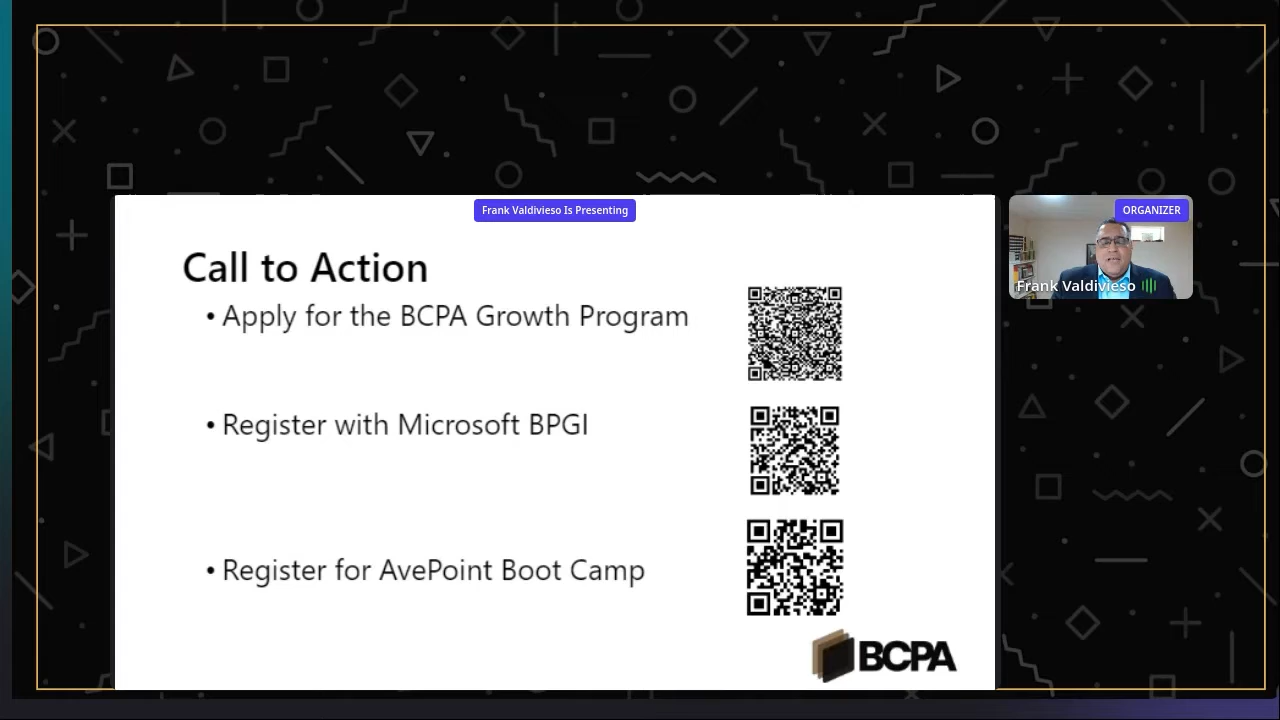 Frank Valdivieso Is Presenting
ORGANIZER
Frank Valdivieso
Call to Action
• Apply for the BCPA Growth Program
• Register with Microsoft BPGI
• Register for AvePoint Boot Camp
BCPA